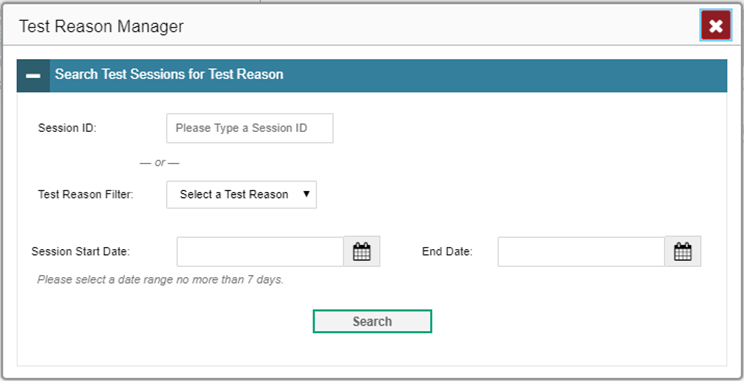 Test Reason Manager
Search Test Sessions for Test Reason
Session ID: Please Type a Session ID
— or —
Test Reason Filter: Select a Test Reason
Session Start Date: End Date:
Please select a date range no more than 7 days.
Search